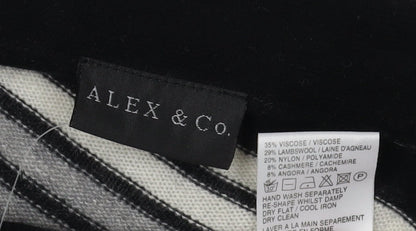 ALEX & Co.
35% VISCOSE / VISCOSE
29% LAMBSWOOL / LAINE D'AGNEAU
20% NYLON / POLYAMIDE
8% CASHMERE / CACHEMIRE
8% ANGORA / ANGORA
HAND WASH SEPARATELY
RE-SHAPE WHILST DAMP
DRY FLAT / COOL IRON
DRY CLEAN
LAVER A LA MAIN SEPAREMENT